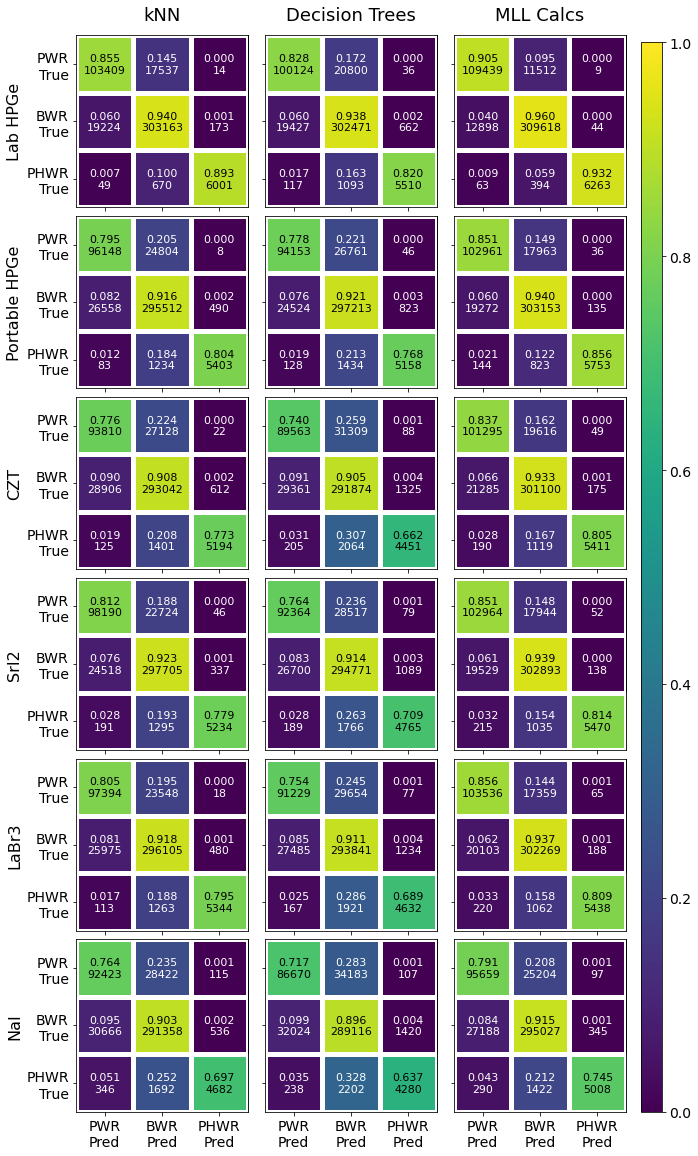 kNN Decision Trees MLL Calcs
Lab HPGe
PWR 0.855 0.145 0.000 0.828 0.172 0.000 0.905 0.095 0.000
True 103409 17537 14 100124 20800 36 109439 11512 9
BWR 0.060 0.940 0.001 0.060 0.938 0.002 0.040 0.960 0.000
True 19224 303163 173 19427 302471 662 12898 309618 44
PHWR 0.007 0.100 0.893 0.017 0.163 0.820 0.009 0.059 0.932
True 49 670 6001 117 1093 5510 63 394 6263
Portable HPGe
PWR 0.795 0.205 0.000 0.778 0.221 0.000 0.851 0.149 0.000
True 96148 24804 8 94153 26761 46 102961 17963 36
BWR 0.082 0.916 0.002 0.076 0.921 0.003 0.060 0.940 0.000
True 26558 295512 490 24524 297213 823 19272 303153 135
PHWR 0.012 0.184 0.804 0.019 0.213 0.768 0.021 0.122 0.856
True 83 1234 5403 128 1434 5158 144 823 5753
CZT
PWR 0.776 0.224 0.000 0.740 0.259 0.001 0.837 0.162 0.000
True 93810 27128 22 89563 31309 88 101295 19616 49
BWR 0.090 0.908 0.002 0.091 0.905 0.004 0.066 0.933 0.001
True 28906 293042 612 29361 291874 1325 21285 301100 175
PHWR 0.019 0.208 0.773 0.031 0.307 0.662 0.028 0.167 0.805
True 125 1401 5194 205 2064 4451 190 1119 5411
SrI2
PWR 0.812 0.188 0.000 0.764 0.236 0.001 0.851 0.148 0.000
True 98190 22724 46 92364 28517 79 102964 17944 52
BWR 0.076 0.923 0.001 0.083 0.914 0.003 0.061 0.939 0.000
True 24518 297705 337 26700 294771 1089 19529 302893 138
PHWR 0.028 0.193 0.779 0.028 0.263 0.709 0.032 0.154 0.814
True 191 1295 5234 189 1766 4765 215 1035 5470
LaBr3
PWR 0.805 0.195 0.000 0.754 0.245 0.001 0.856 0.144 0.001
True 97394 23548 18 91229 29654 77 103536 17359 65
BWR 0.081 0.918 0.001 0.085 0.911 0.004 0.062 0.937 0.001
True 25975 296105 480 27485 293841 1234 20103 302269 188
PHWR 0.017 0.188 0.795 0.025 0.286 0.689 0.033 0.158 0.809
True 113 1263 5344 167 1921 4632 220 1062 5438
NaI
PWR 0.764 0.235 0.001 0.717 0.283 0.001 0.791 0.208 0.001
True 92423 28422 115 86670 34183 107 95659 25204 97
BWR 0.095 0.903 0.002 0.099 0.896 0.004 0.084 0.915 0.001
True 30666 291358 536 32024 289116 1420 27188 295027 345
PHWR 0.051 0.252 0.697 0.035 0.328 0.637 0.043 0.212 0.745
True 346 1692 4682 238 2202 4280 290 1422 5008
PWR BWR PHWR PWR BWR PHWR PWR BWR PHWR
Pred Pred Pred Pred Pred Pred Pred Pred Pred
1.0
0.8
0.6
0.4
0.2
0.0